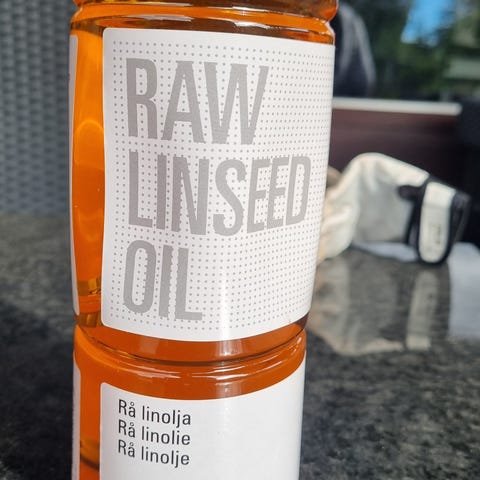 RAW
LINSEED
OIL
Rå linolja
Rå linolie
Rå linolje